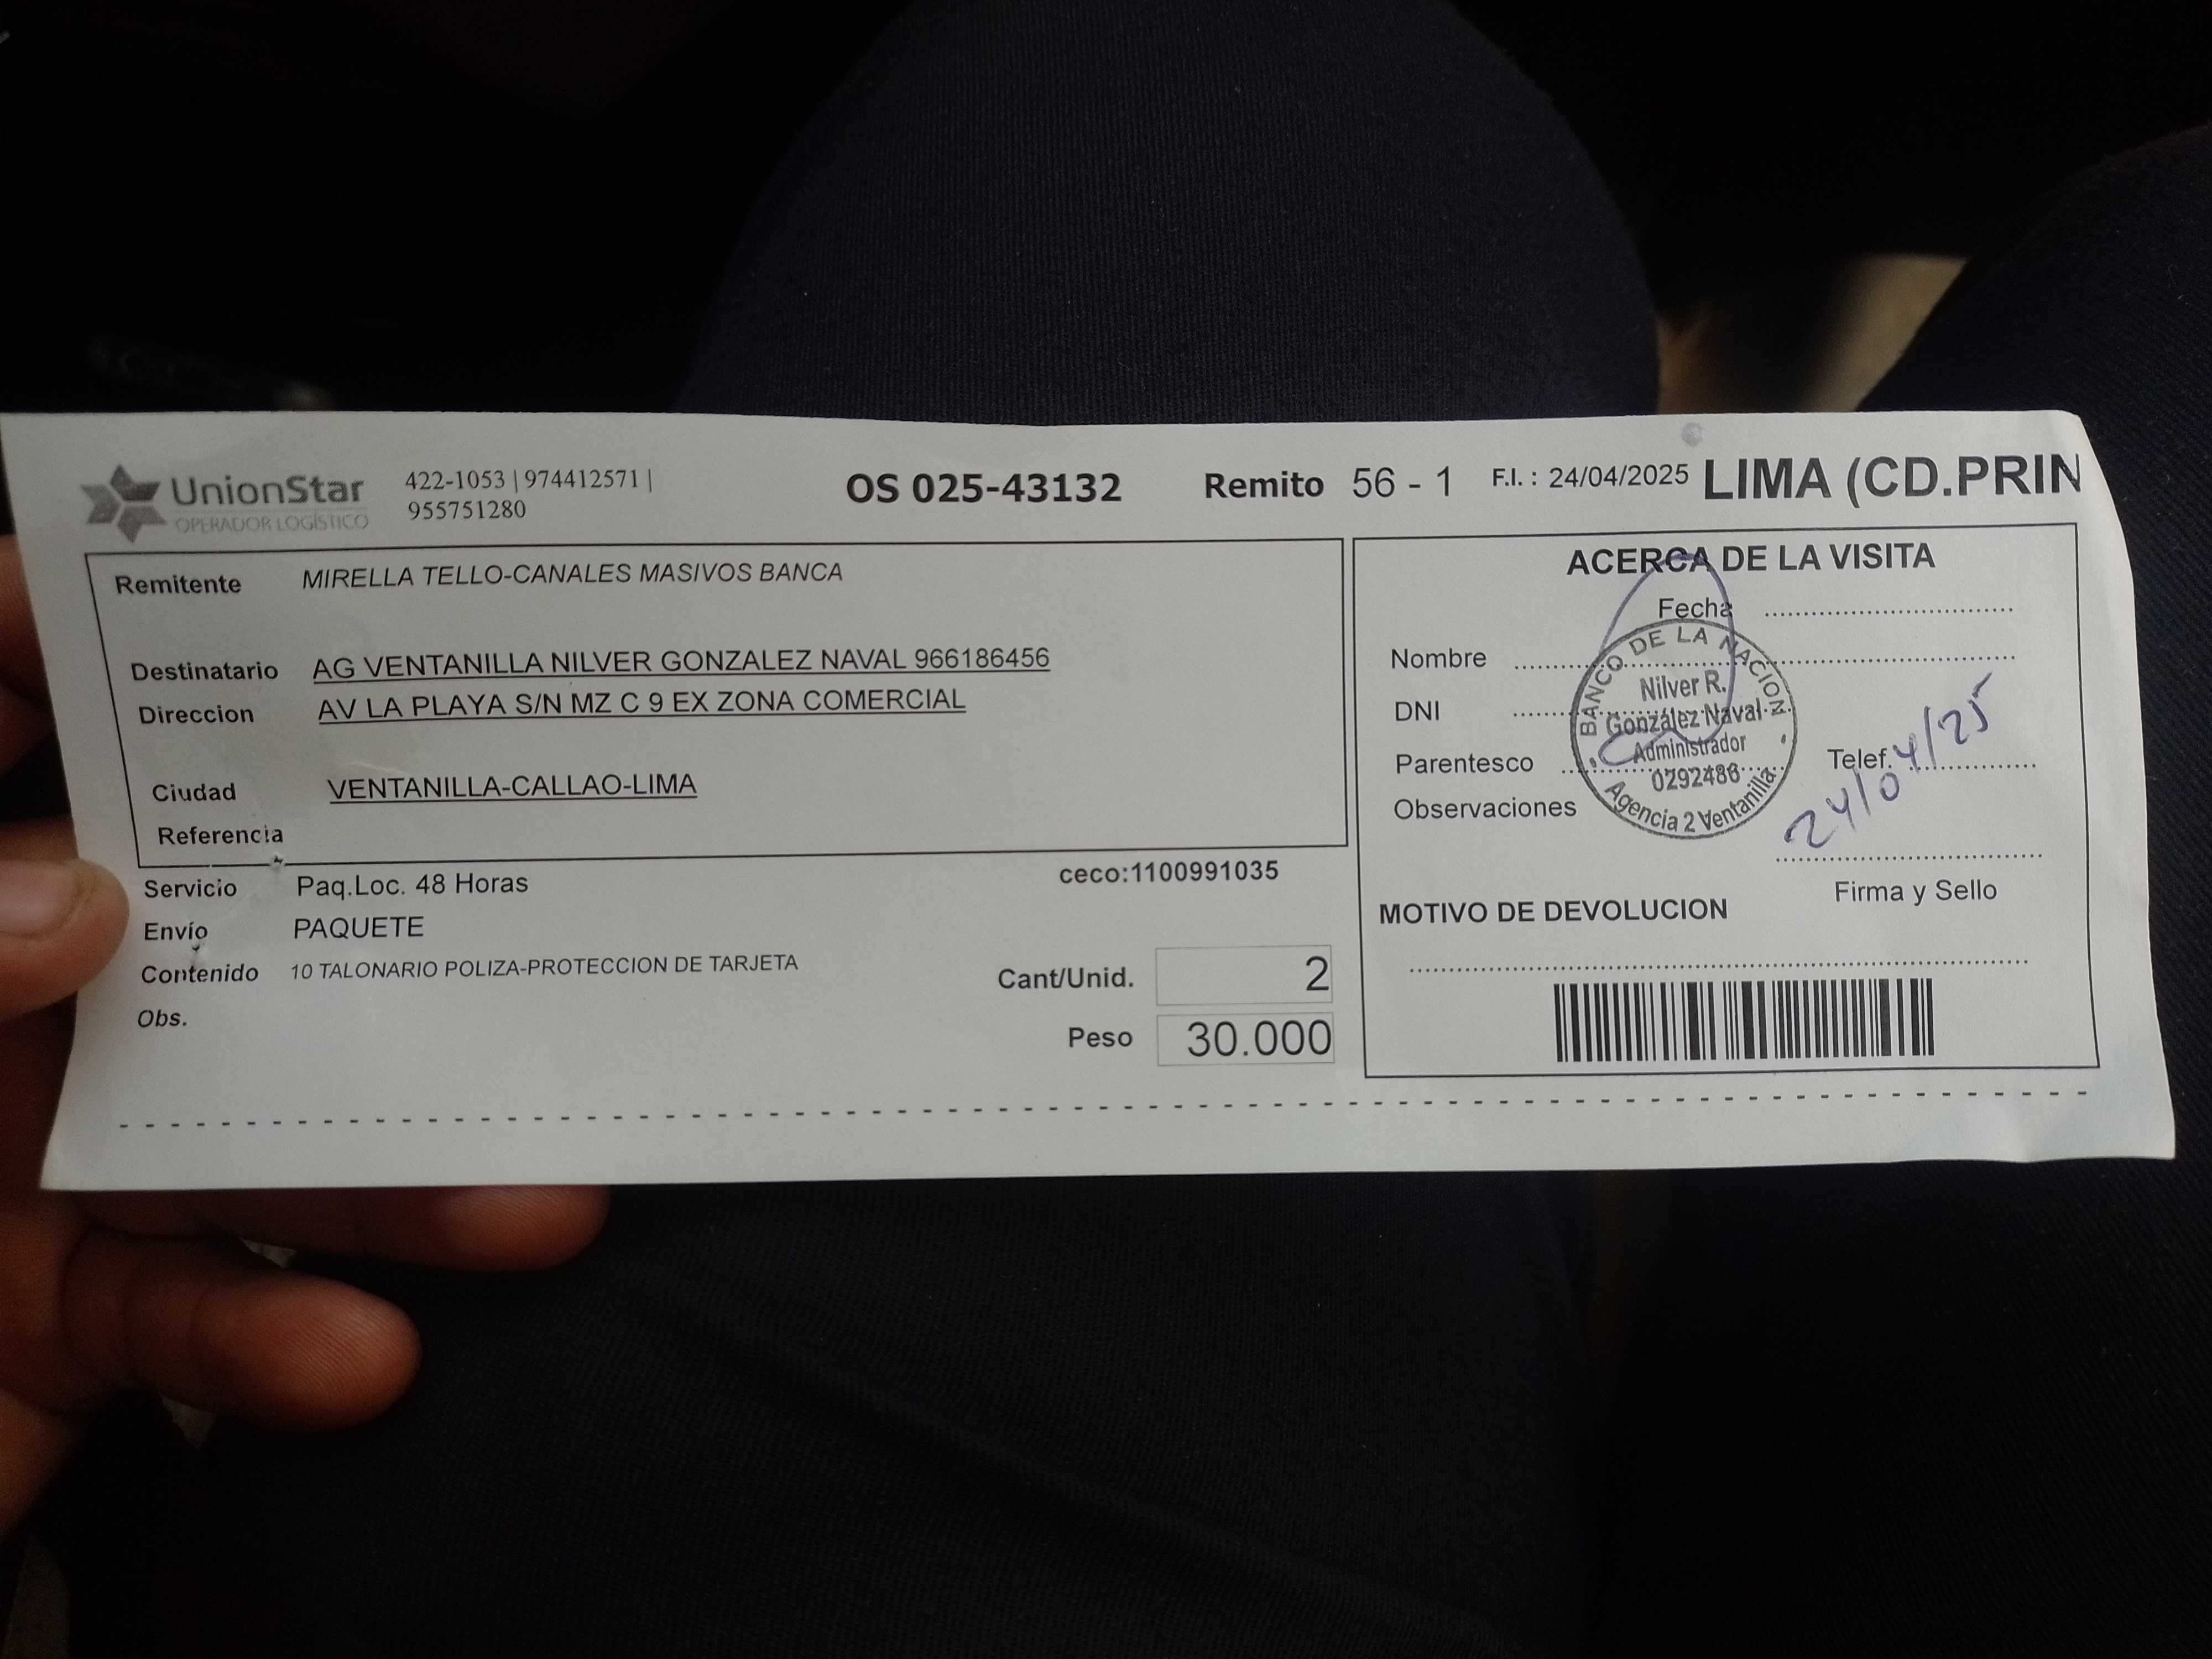 UnionStar
OPERADOR LOGÍSTICO
422-1053 | 974412571 |
955751280
OS 025-43132
Remito 56 - 1
F.I. : 24/04/2025
LIMA (CD.PRIN
Remitente MIRELLA TELLO-CANALES MASIVOS BANCA
Destinatario AG VENTANILLA NILVER GONZALEZ NAVAL 966186456
Direccion AV LA PLAYA S/N MZ C 9 EX ZONA COMERCIAL
Ciudad VENTANILLA-CALLAO-LIMA
Referencia
Servicio Paq.Loc. 48 Horas
ceco:1100991035
Envío PAQUETE
Contenido 10 TALONARIO POLIZA-PROTECCION DE TARJETA
Cant/Unid. 2
Obs.
Peso 30.000
ACERCA DE LA VISITA
Fecha
Nombre
DNI
Parentesco
Telef.
Observaciones
BANCO DE LA NACION
Nilver R.
González Naval
Administrador
0292486
Agencia 2 Ventanilla
24/04/25
Firma y Sello
MOTIVO DE DEVOLUCION